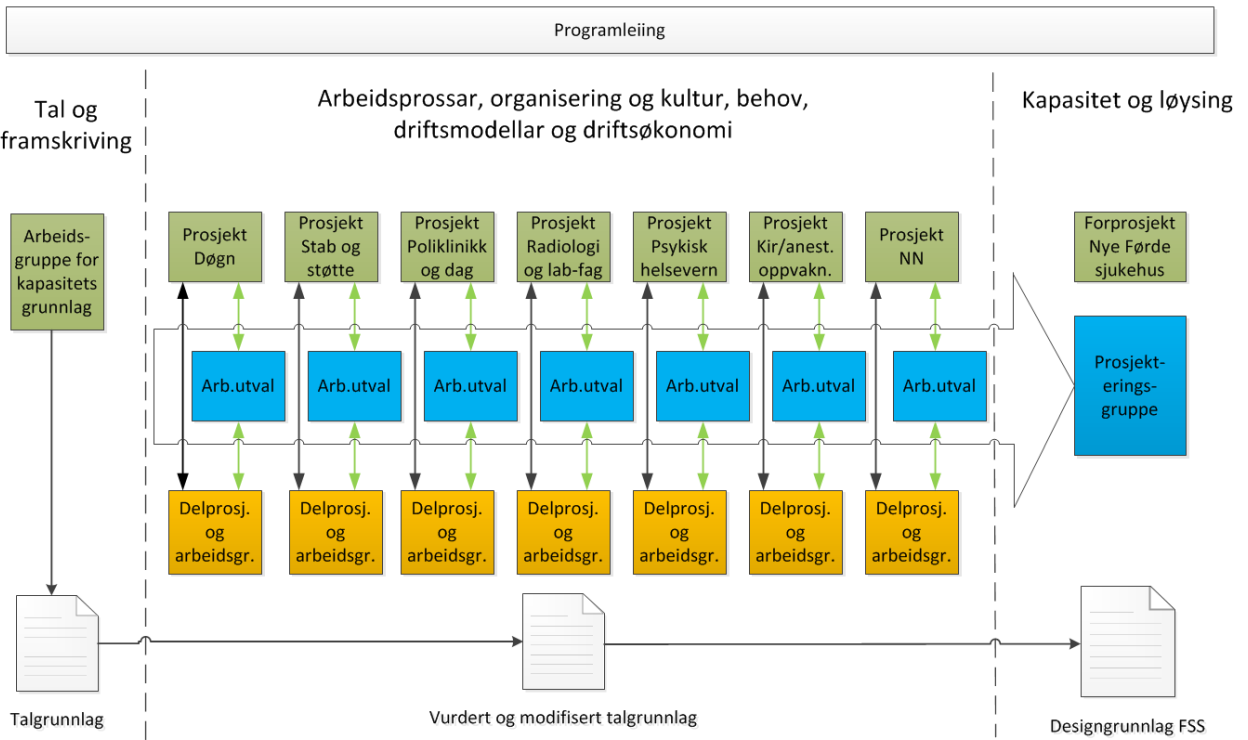 Programleiing
Tal og
framskriving
Arbeidsprossar, organisering og kultur, behov,
driftsmodellar og driftsøkonomi
Kapasitet og løysing
Arbeids-
gruppe for
kapasitets
grunnlag
Prosjekt
Døgn
Prosjekt
Stab og
støtte
Prosjekt
Poliklinikk
og dag
Prosjekt
Radiologi
og lab-fag
Prosjekt
Psykisk
helsevern
Prosjekt
Kir/anest.
oppvakn.
Prosjekt
NN
Forprosjekt
Nye Førde
sjukehus
Arb.utval
Arb.utval
Arb.utval
Arb.utval
Arb.utval
Arb.utval
Arb.utval
Prosjekt-
erings-
gruppe
Delprosj.
og
arbeidsgr.
Delprosj.
og
arbeidsgr.
Delprosj.
og
arbeidsgr.
Delprosj.
og
arbeidsgr.
Delprosj.
og
arbeidsgr.
Delprosj.
og
arbeidsgr.
Delprosj.
og
arbeidsgr.
Talgrunnlag
Vurdert og modifisert talgrunnlag
Designgrunnlag FSS